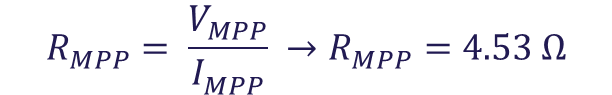 R_MPP = V_MPP / I_MPP → R_MPP = 4.53 Ω